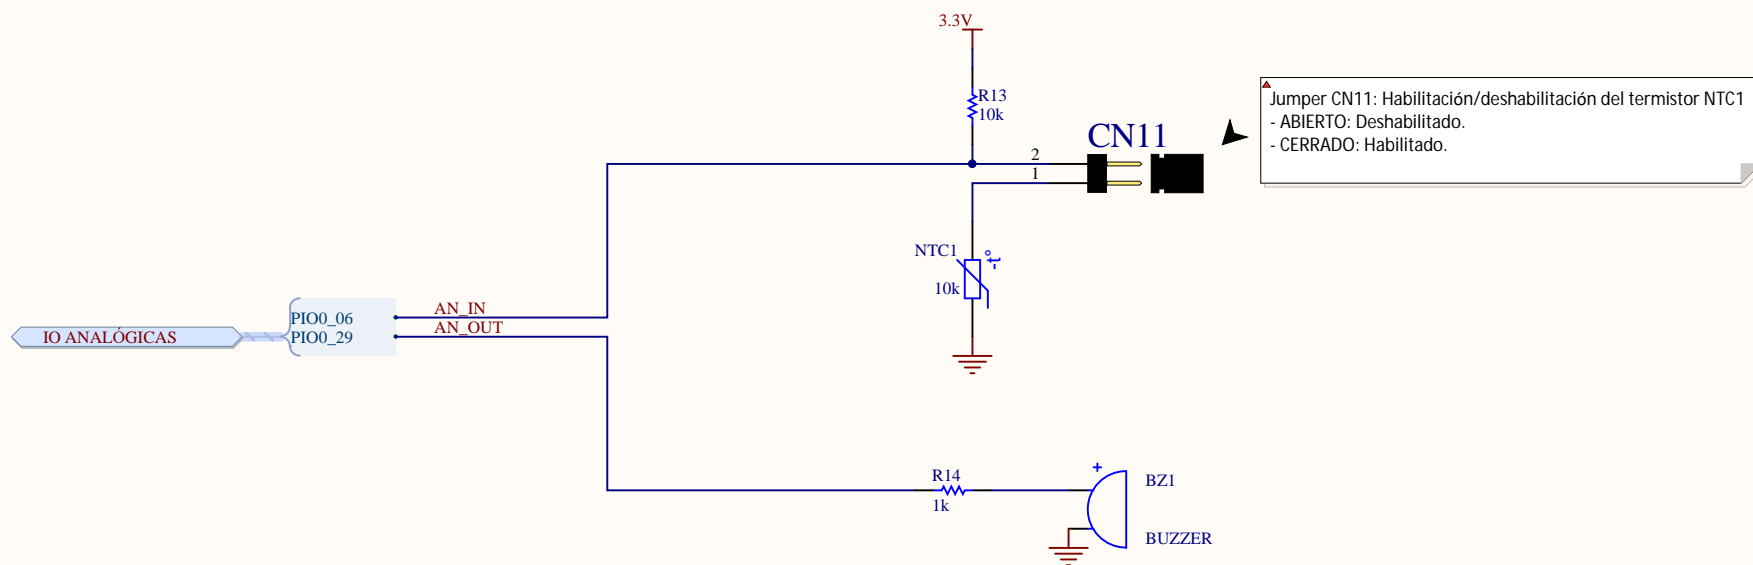 3.3V
R13
10k
CN11
2
1
Jumper CN11: Habilitación/deshabilitación del termistor NTC1
- ABIERTO: Deshabilitado.
- CERRADO: Habilitado.
NTC1
-t°
10k
IO ANALÓGICAS
PIO0_06
PIO0_29
AN_IN
AN_OUT
R14
1k
+
BZ1
BUZZER